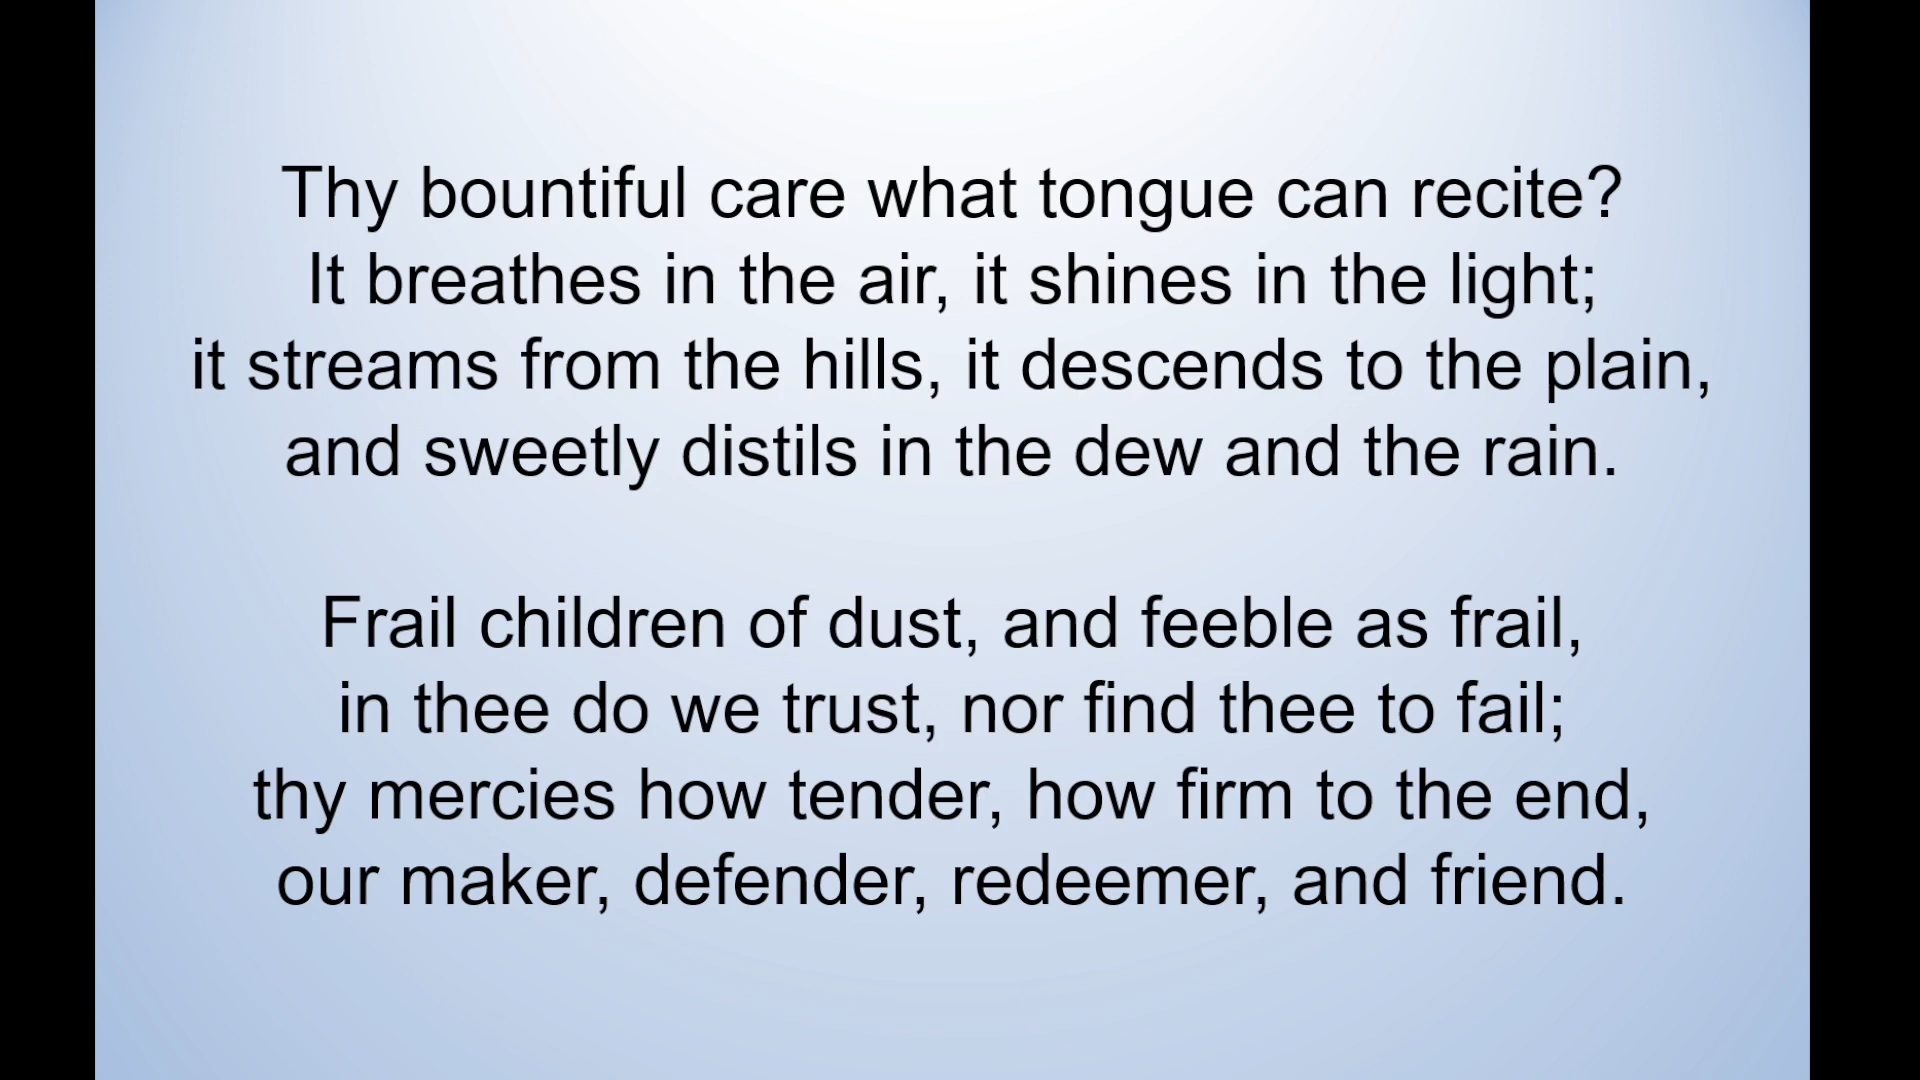 Thy bountiful care what tongue can recite?
It breathes in the air, it shines in the light;
it streams from the hills, it descends to the plain,
and sweetly distils in the dew and the rain.
Frail children of dust, and feeble as frail,
in thee do we trust, nor find thee to fail;
thy mercies how tender, how firm to the end,
our maker, defender, redeemer, and friend.